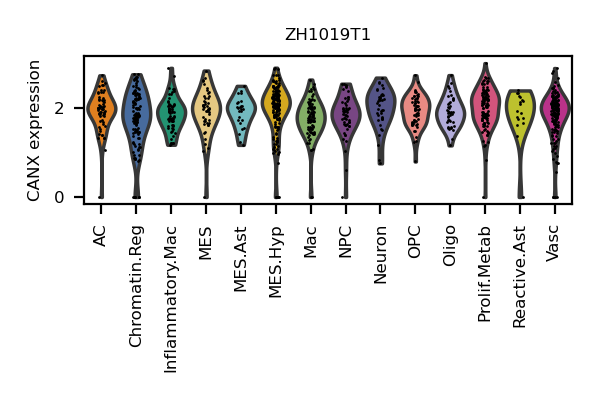 ZH1019T1
CANX expression
2
0
AC
Chromatin.Reg
Inflammatory.Mac
MES
MES.Ast
MES.Hyp
Mac
NPC
Neuron
OPC
Oligo
Prolif.Metab
Reactive.Ast
Vasc